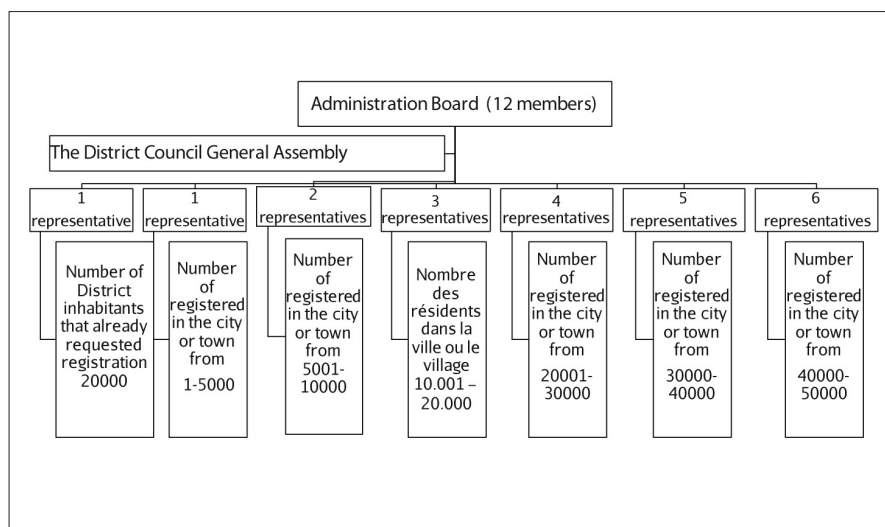 Administration Board (12 members)
The District Council General Assembly
1
representative
1
representative
2
representatives
3
representatives
4
representatives
5
representatives
6
representatives
Number of
District
inhabitants
that already
requested
registration
20000
Number
of
registered
in the city
or town
from
1-5000
Number
of
registered
in the city
or town
from
5001-
10000
Nombre
des
résidents
dans la
ville ou le
village
10.001 –
20.000
Number
of
registered
in the city
or town
from
20001-
30000
Number
of
registered
in the city
or town
from
30000-
40000
Number
of
registered
in the city
or town
from
40000-
50000